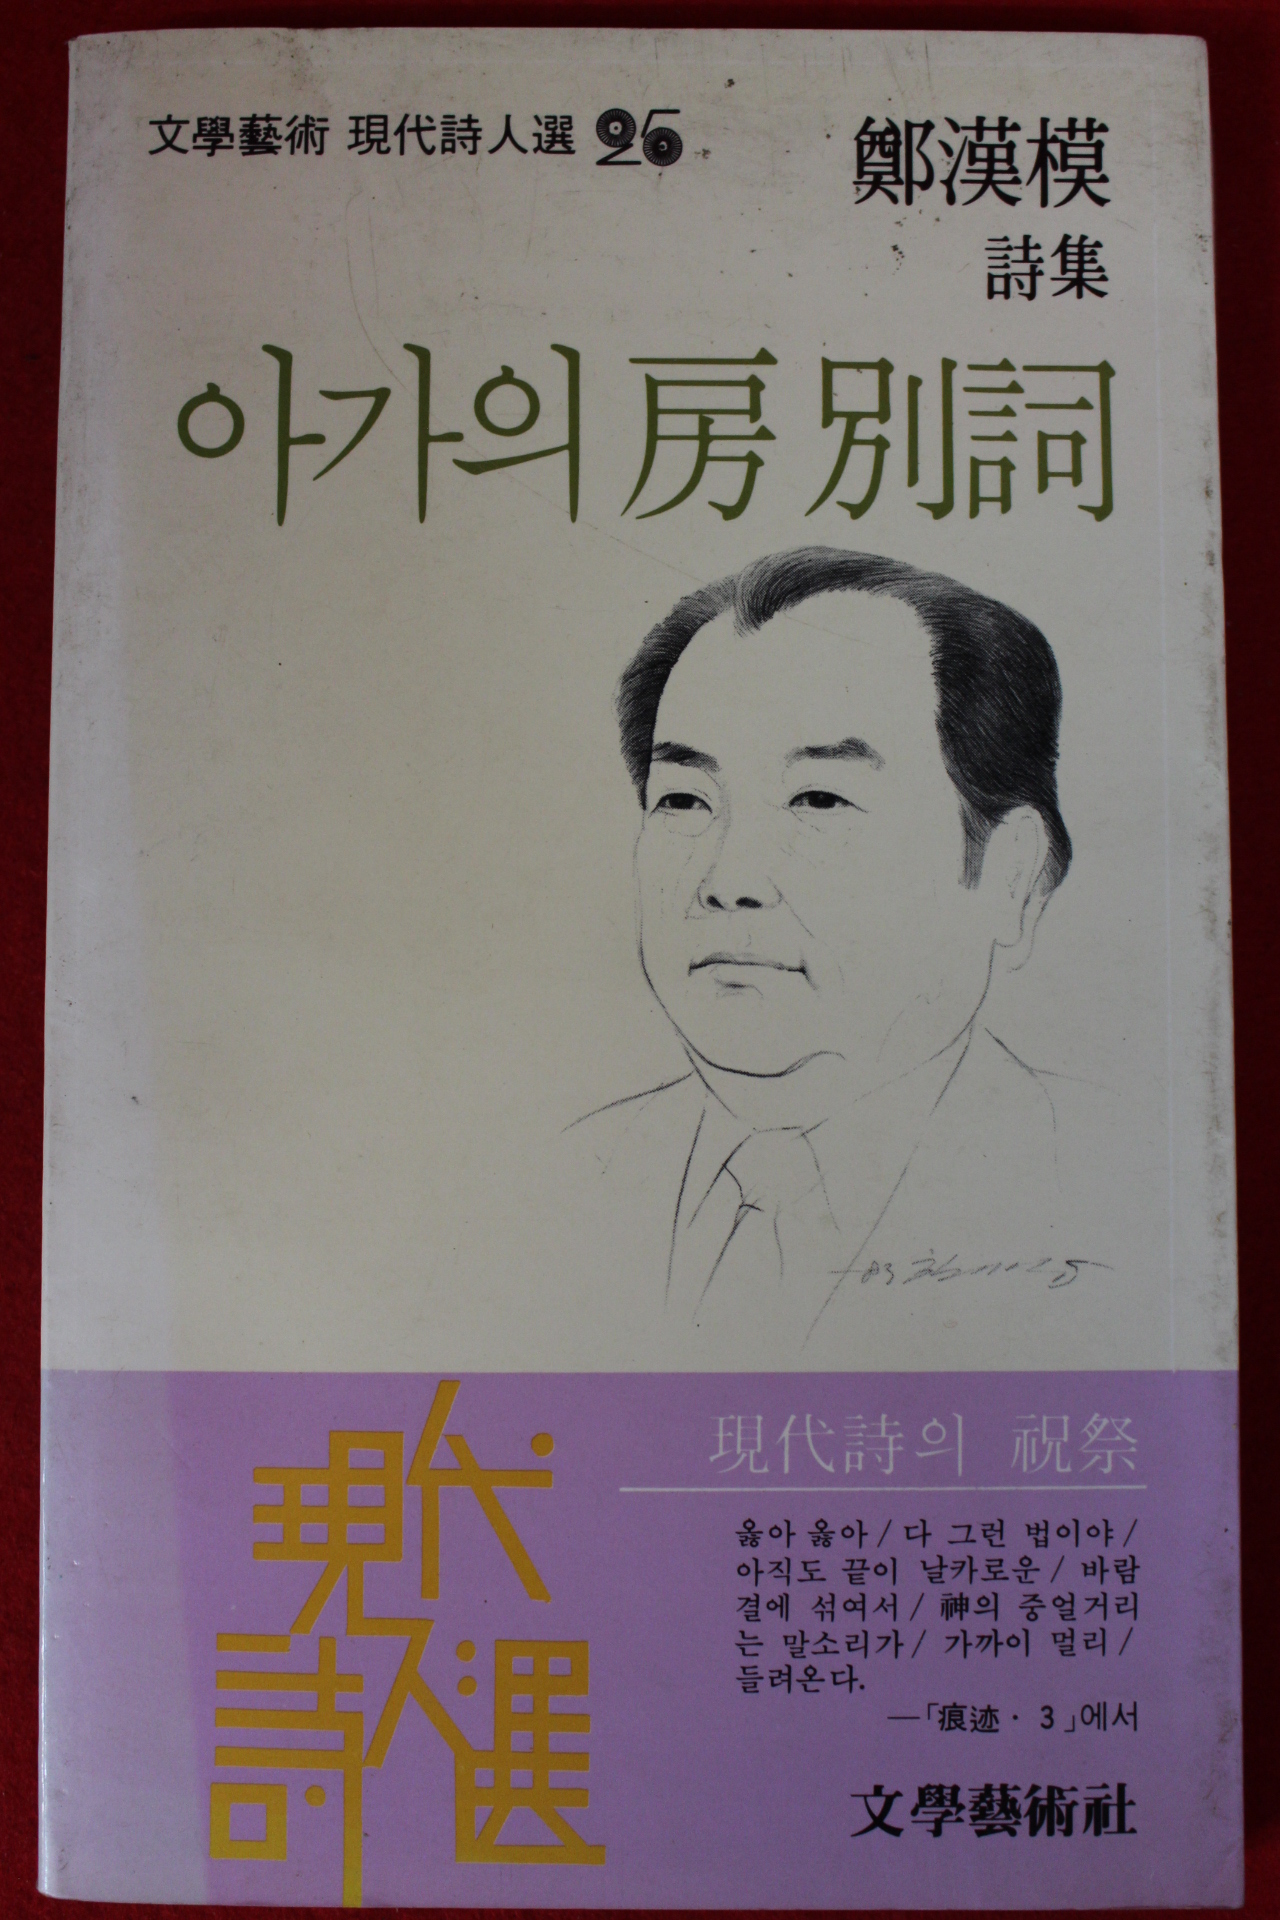 文學藝術 現代詩人選 25
鄭漢模
詩集
아가의 房 別詞
83
現代
詩人選
現代詩의 祝祭
옳아 옳아 / 다 그런 법이야 /
아직도 끝이 날카로운 / 바람
결에 섞여서 / 神의 중얼거리
는 말소리가 / 가까이 멀리 /
들려온다.
―「痕迹· 3」에서
文學藝術社